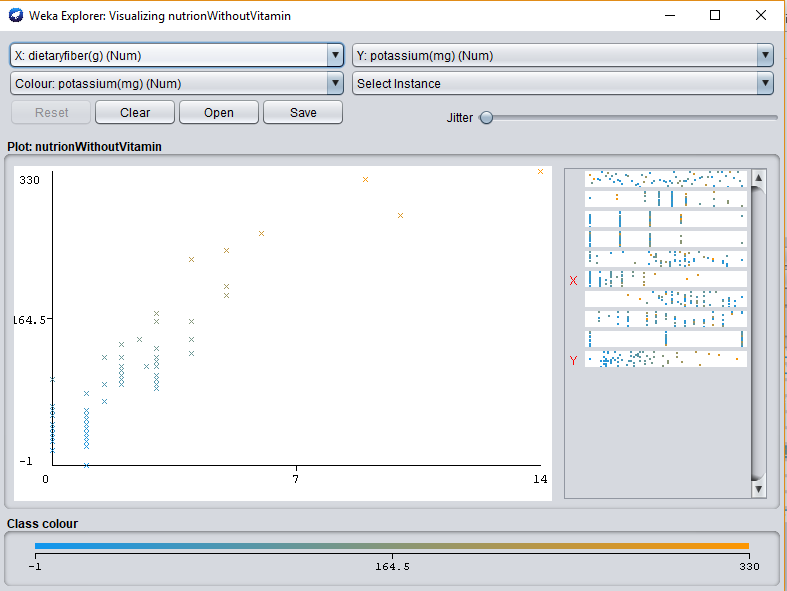 Weka Explorer: Visualizing nutrionWithoutVitamin
X: dietaryfiber(g) (Num) Y: potassium(mg) (Num)
Colour: potassium(mg) (Num) Select Instance
Reset Clear Open Save Jitter
Plot: nutrionWithoutVitamin
330
164.5
-1
0 7 14
X
Y
Class colour
-1 164.5 330